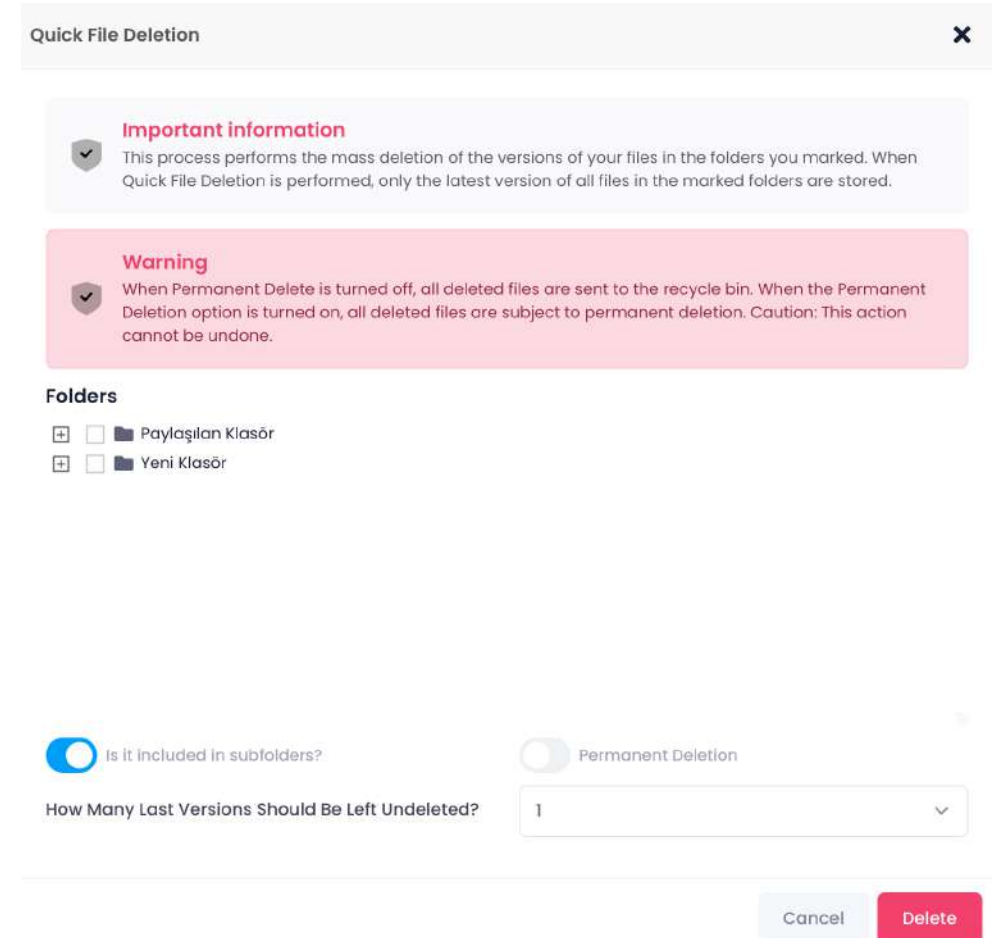 Quick File Deletion
Important information
This process performs the mass deletion of the versions of your files in the folders you marked. When
Quick File Deletion is performed, only the latest version of all files in the marked folders are stored.
Warning
When Permanent Delete is turned off, all deleted files are sent to the recycle bin. When the Permanent
Deletion option is turned on, all deleted files are subject to permanent deletion. Caution: This action
cannot be undone.
Folders
Paylaşılan Klasör
Yeni Klasör
Is it included in subfolders?
Permanent Deletion
How Many Last Versions Should Be Left Undeleted?
1
Cancel
Delete